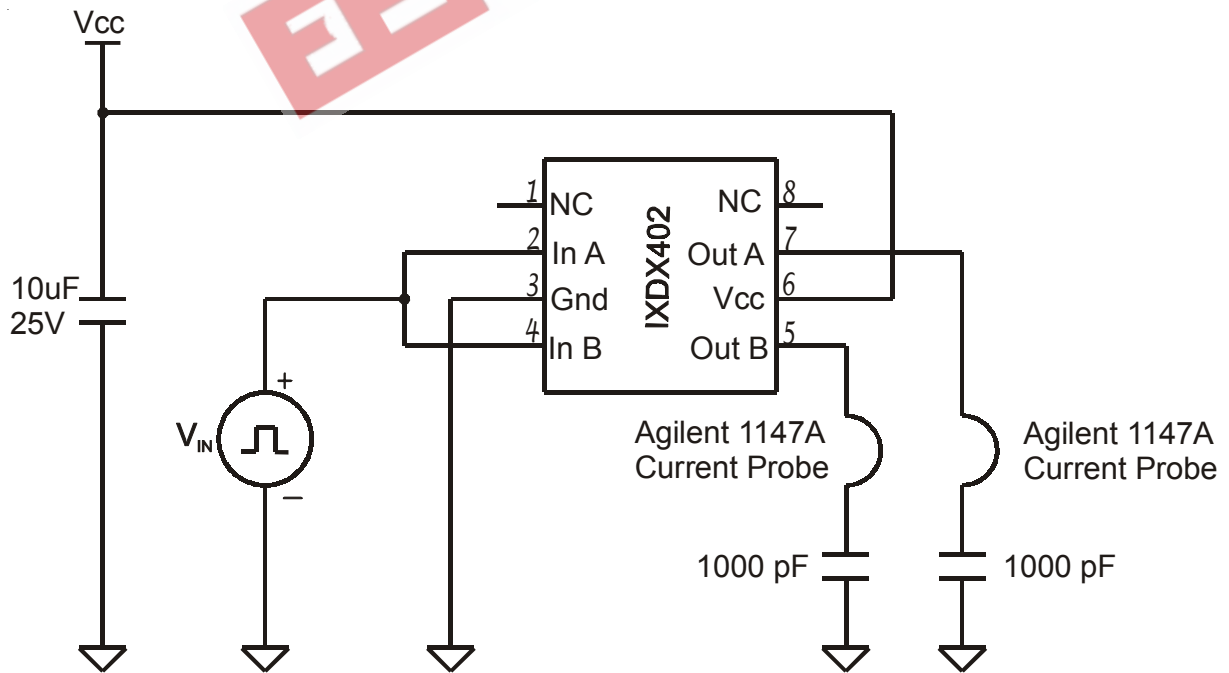 Vcc
10uF
25V
V_IN
+
−
1
NC
2
In A
3
Gnd
4
In B
IXDX402
8
NC
7
Out A
6
Vcc
5
Out B
Agilent 1147A
Current Probe
Agilent 1147A
Current Probe
1000 pF
1000 pF